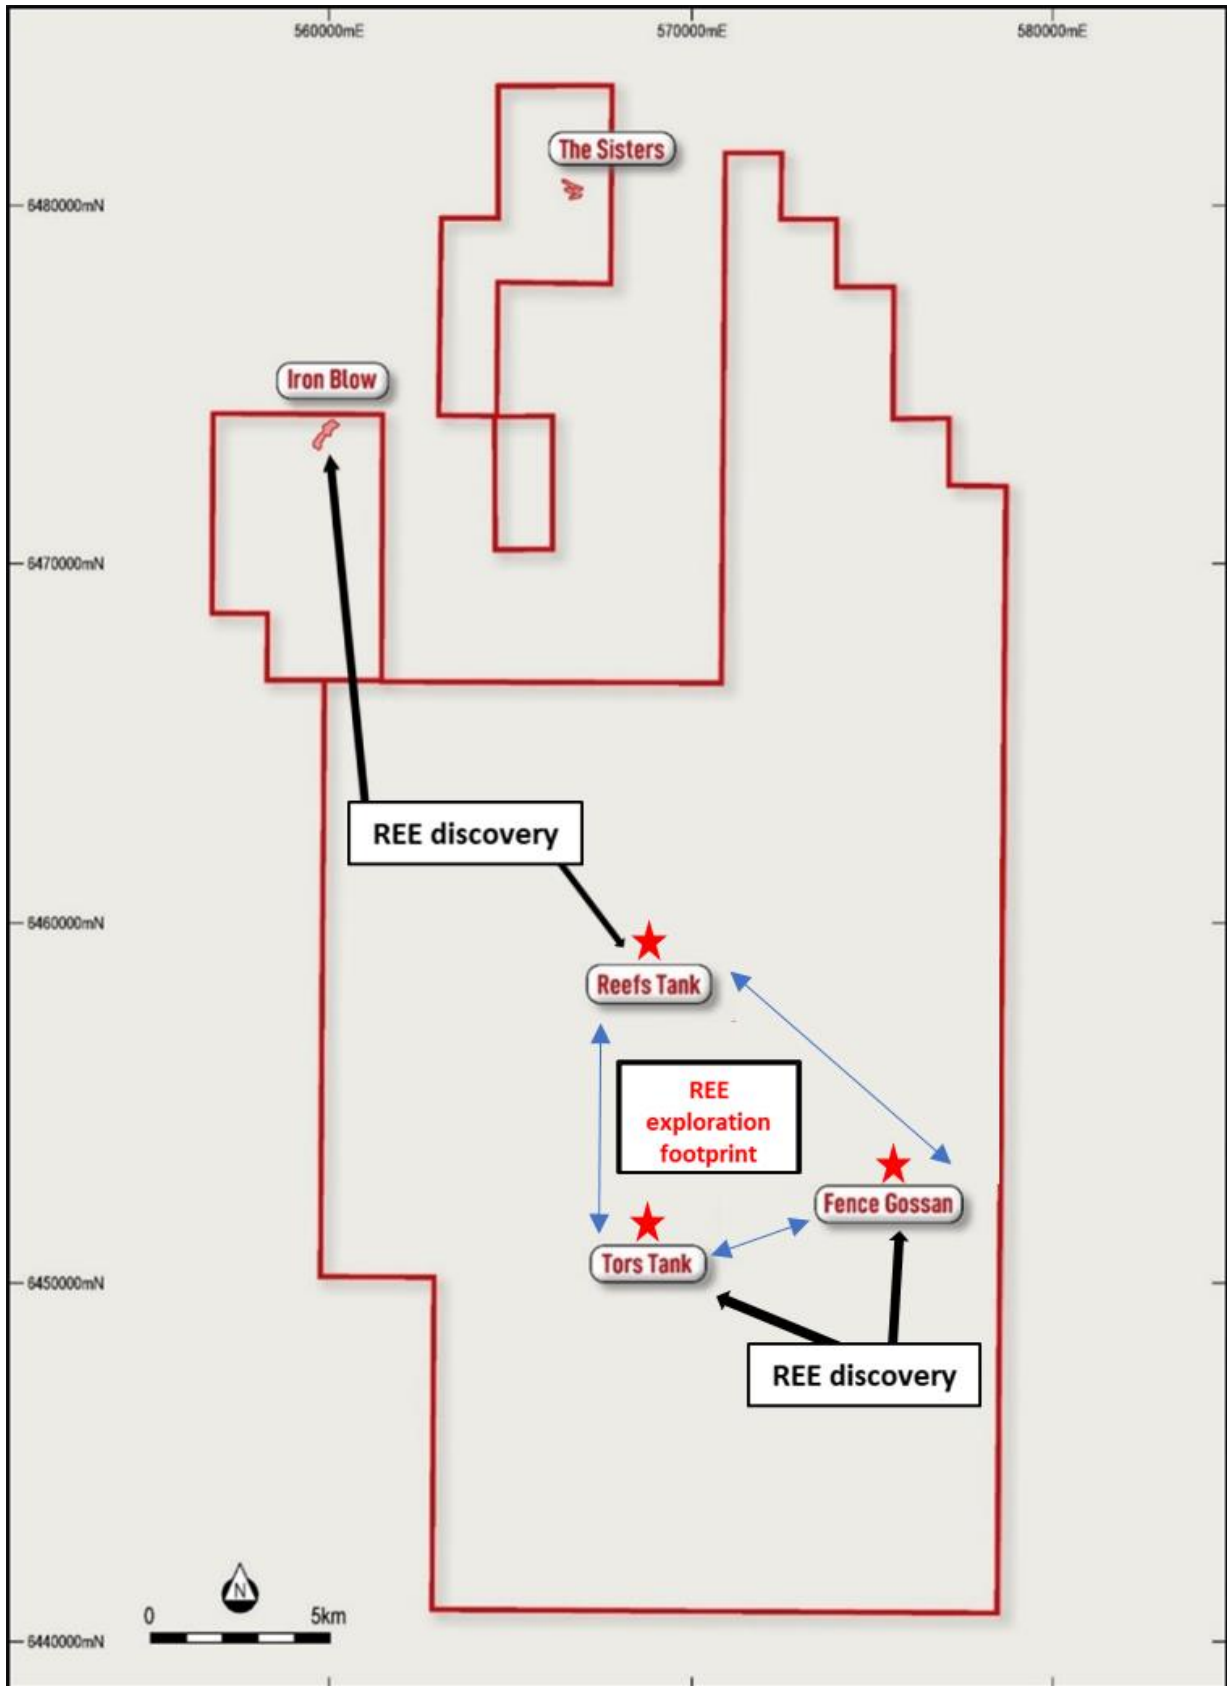 560000mE
570000mE
580000mE
The Sisters
6480000mN
Iron Blow
6470000mN
REE discovery
6460000mN
Reefs Tank
REE
exploration
footprint
Fence Gossan
Tors Tank
6450000mN
REE discovery
N
0 5km
6440000mN